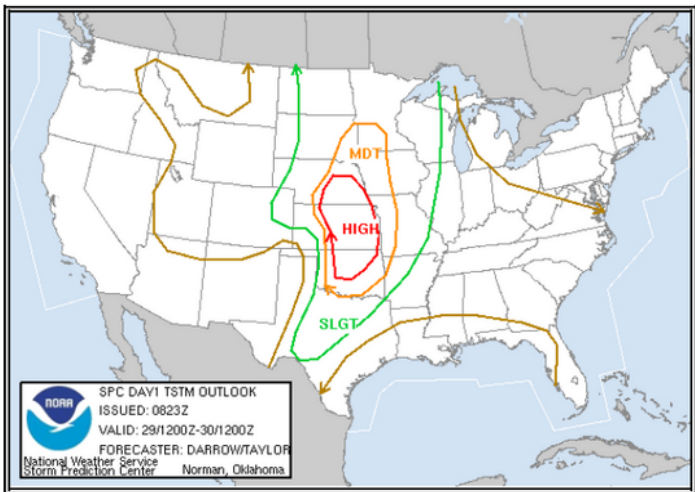 MDT
HIGH
SLGT
SPC DAY1 TSTM OUTLOOK
ISSUED: 0823Z
VALID: 29/1200Z-30/1200Z
FORECASTER: DARROW/TAYLOR
NOAA
National Weather Service
Storm Prediction Center Norman, Oklahoma